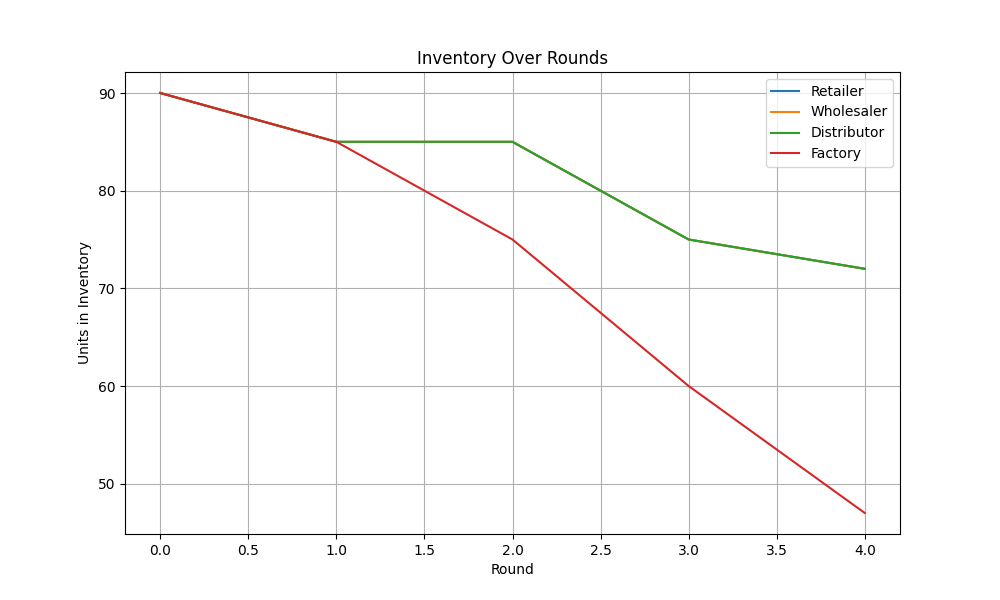 Inventory Over Rounds
Retailer
Wholesaler
Distributor
Factory
Units in Inventory
90
80
70
60
50
0.0 0.5 1.0 1.5 2.0 2.5 3.0 3.5 4.0
Round